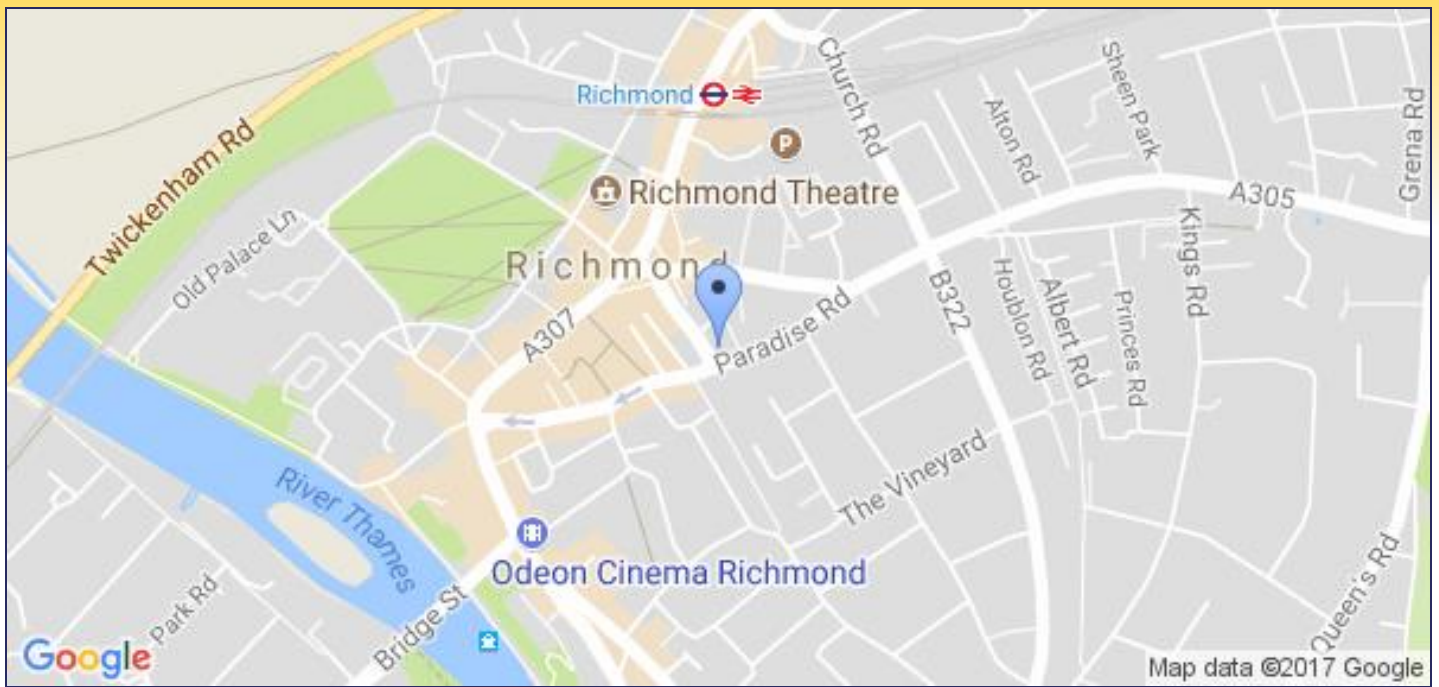 Richmond
Church Rd
Sheen Park
Alton Rd
Grena Rd
Twickenham Rd
P
Richmond Theatre
A305
Old Palace Ln
Kings Rd
Richmond
B322
Houblon Rd
Albert Rd
Princes Rd
A307
Paradise Rd
The Vineyard
River Thames
Odeon Cinema Richmond
Queen's Rd
Park Rd
Bridge St
Google
Map data ©2017 Google